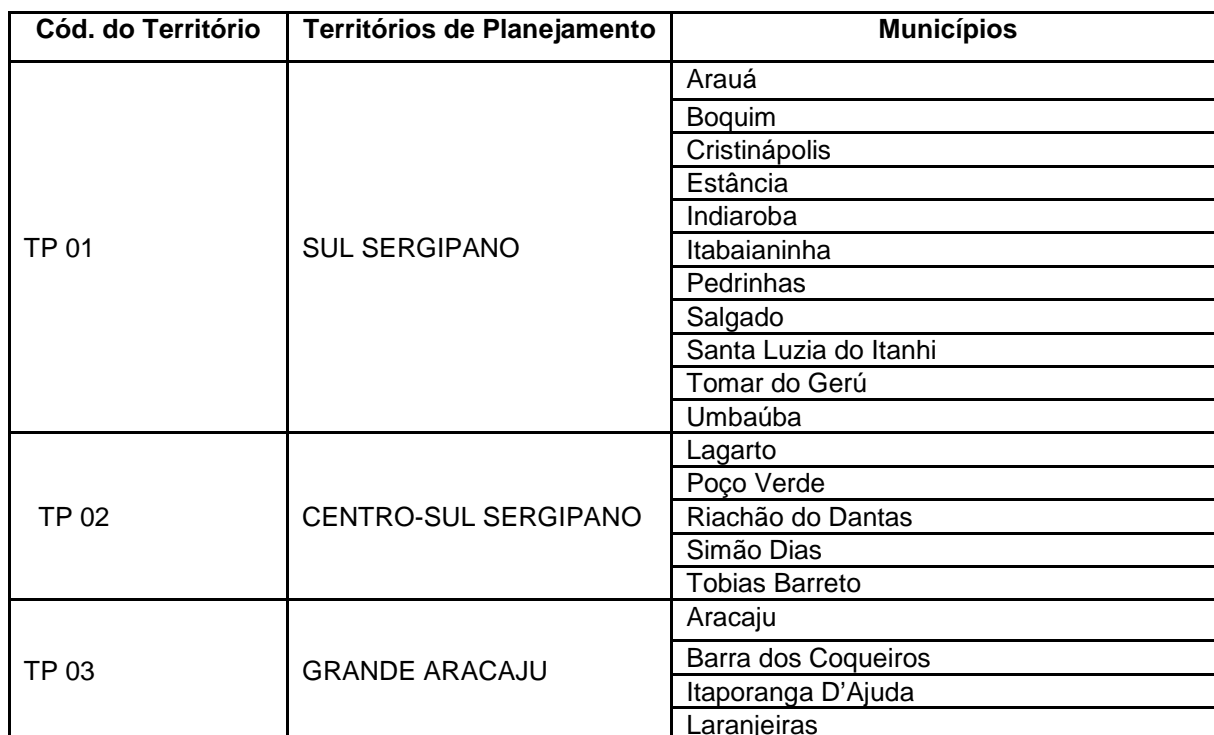 Cód. do Território Territórios de Planejamento Municípios
Arauá
Boquim
Cristinápolis
Estância
Indiaroba
TP 01 SUL SERGIPANO Itabaianinha
Pedrinhas
Salgado
Santa Luzia do Itanhi
Tomar do Gerú
Umbaúba
Lagarto
Poço Verde
TP 02 CENTRO-SUL SERGIPANO Riachão do Dantas
Simão Dias
Tobias Barreto
Aracaju
Barra dos Coqueiros
TP 03 GRANDE ARACAJU
Itaporanga D’Ajuda
Laranjeiras